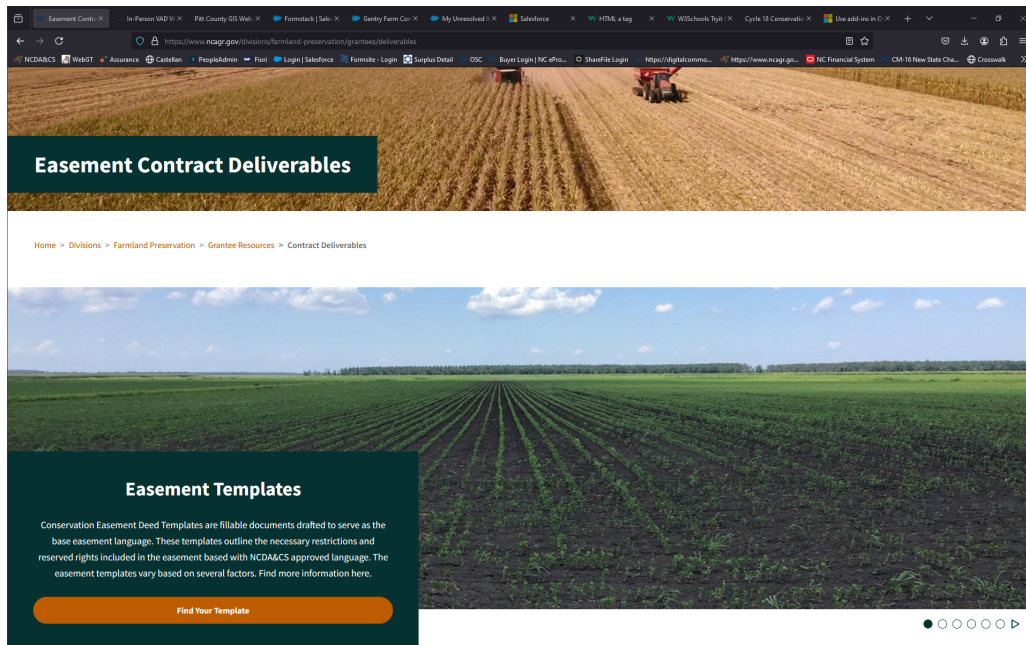 Easement Contra
In-Person VAD W
Pitt County GIS Web
Formstack | Sale
Gentry Farm Con
My Unresolved It
Salesforce
HTML a tag
W3Schools Tryit E
Cycle 18 Conservatio
Use add-ins in O
https://www.ncagr.gov/divisions/farmland-preservation/grantees/deliverables
NCDA&CS
WebGT
Assurance
Castellan
PeopleAdmin
Fiori
Login | Salesforce
Formsite - Login
Surplus Detail
OSC
Buyer Login | NC ePro...
ShareFile Login
https://digitalcommo...
https://www.ncagr.go...
NC Financial System
CM-16 New State Cha...
Crosswalk
Easement Contract Deliverables
Home > Divisions > Farmland Preservation > Grantee Resources > Contract Deliverables
Easement Templates
Conservation Easement Deed Templates are fillable documents drafted to serve as the
base easement language. These templates outline the necessary restrictions and
reserved rights included in the easement based with NCDA&CS approved language. The
easement templates vary based on several factors. Find more information here.
Find Your Template